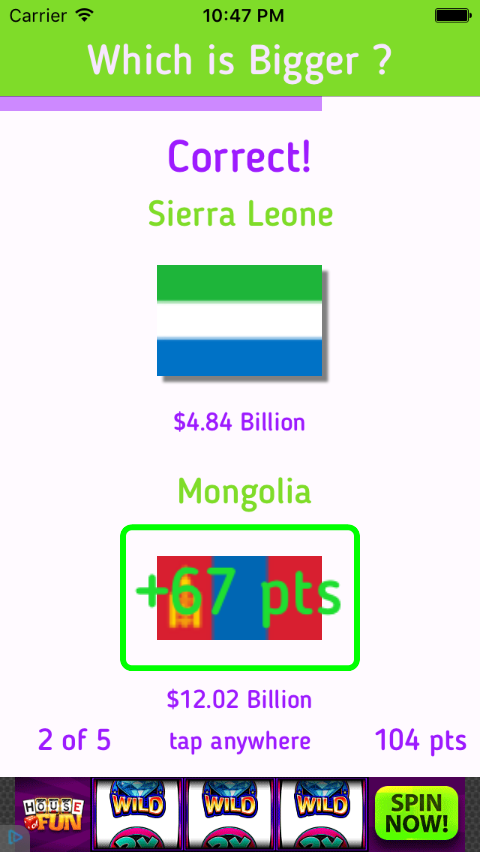 Carrier 10:47 PM
Which is Bigger ?
Correct!
Sierra Leone
$4.84 Billion
Mongolia
+67 pts
$12.02 Billion
2 of 5 tap anywhere 104 pts
HOUSE of FUN
WILD WILD WILD
SPIN
NOW!